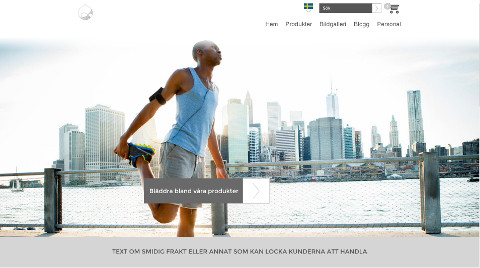 Sök
Hem Produkter Bildgalleri Blogg Personal
Bläddra bland våra produkter
TEXT OM SMIDIG FRAKT ELLER ANNAT SOM KAN LOCKA KUNDERNA ATT HANDLA